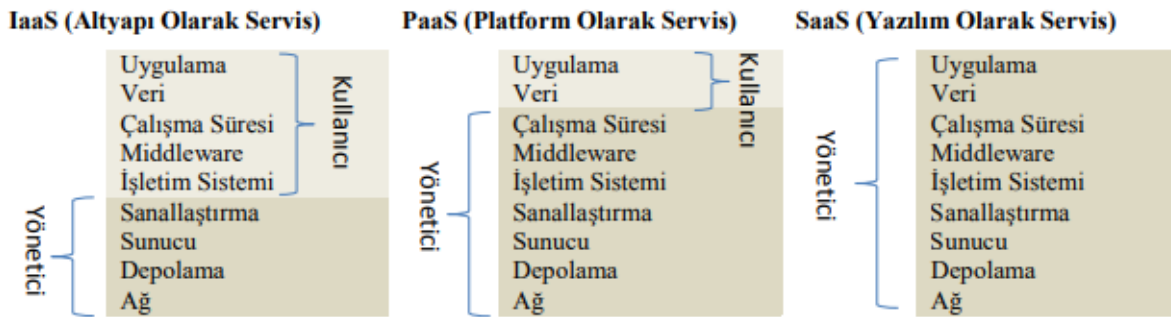 IaaS (Altyapı Olarak Servis)
Uygulama
Veri
Çalışma Süresi
Middleware
İşletim Sistemi
Sanallaştırma
Sunucu
Depolama
Ağ
Kullanıcı
Yönetici
PaaS (Platform Olarak Servis)
Uygulama
Veri
Çalışma Süresi
Middleware
İşletim Sistemi
Sanallaştırma
Sunucu
Depolama
Ağ
Kullanıcı
Yönetici
SaaS (Yazılım Olarak Servis)
Uygulama
Veri
Çalışma Süresi
Middleware
İşletim Sistemi
Sanallaştırma
Sunucu
Depolama
Ağ
Yönetici